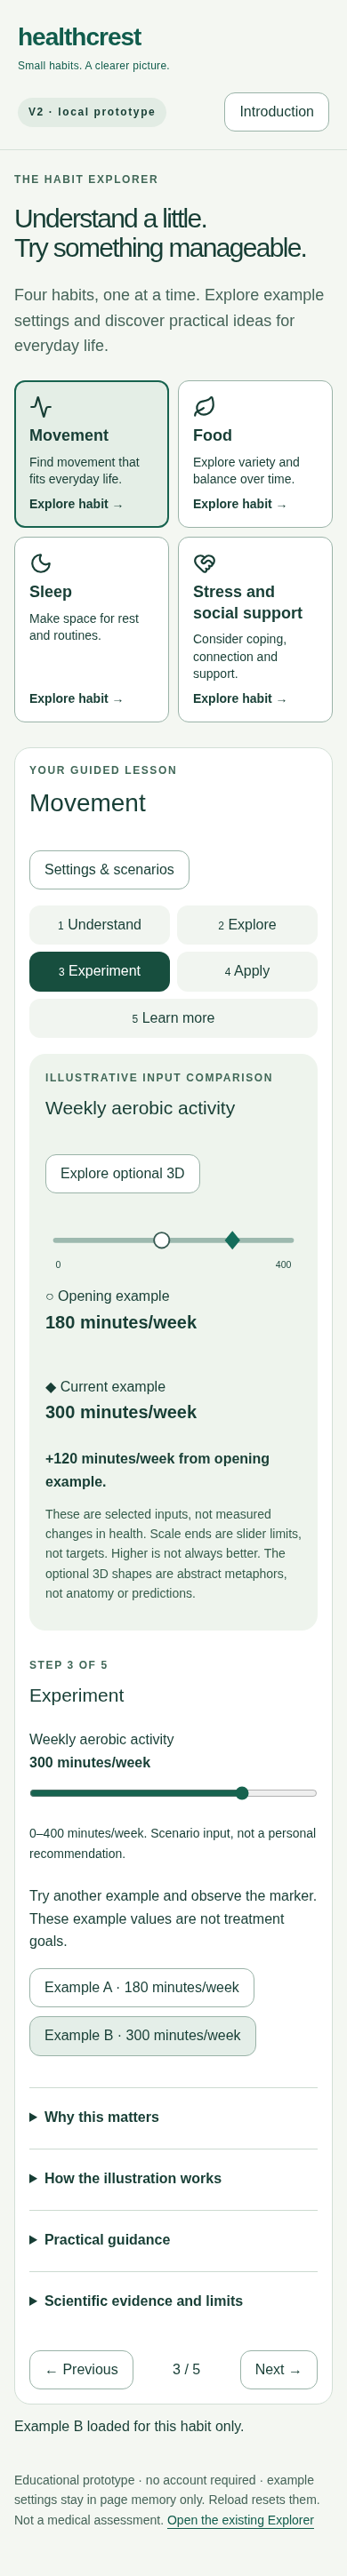 healthcrest
Small habits. A clearer picture.
V2 · local prototype
Introduction
THE HABIT EXPLORER
Understand a little.
Try something manageable.
Four habits, one at a time. Explore example
settings and discover practical ideas for
everyday life.
Movement
Find movement that
fits everyday life.
Explore habit →
Food
Explore variety and
balance over time.
Explore habit →
Sleep
Make space for rest
and routines.
Explore habit →
Stress and
social support
Consider coping,
connection and
support.
Explore habit →
YOUR GUIDED LESSON
Movement
Settings & scenarios
1 Understand
2 Explore
3 Experiment
4 Apply
5 Learn more
ILLUSTRATIVE INPUT COMPARISON
Weekly aerobic activity
Explore optional 3D
0
400
○ Opening example
180 minutes/week
◆ Current example
300 minutes/week
+120 minutes/week from opening
example.
These are selected inputs, not measured
changes in health. Scale ends are slider limits,
not targets. Higher is not always better. The
optional 3D shapes are abstract metaphors,
not anatomy or predictions.
STEP 3 OF 5
Experiment
Weekly aerobic activity
300 minutes/week
0–400 minutes/week. Scenario input, not a personal
recommendation.
Try another example and observe the marker.
These example values are not treatment
goals.
Example A · 180 minutes/week
Example B · 300 minutes/week
▶ Why this matters
▶ How the illustration works
▶ Practical guidance
▶ Scientific evidence and limits
← Previous
3 / 5
Next →
Example B loaded for this habit only.
Educational prototype · no account required · example
settings stay in page memory only. Reload resets them.
Not a medical assessment. Open the existing Explorer